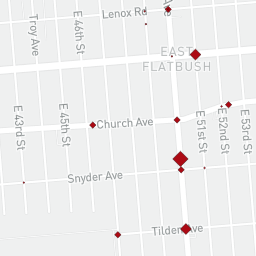 Lenox Rd
Ave
Troy Ave
E 46th St
EAST
FLATBUSH
E 43rd St
E 45th St
Church Ave
E 51st St
E 52nd St
E 53rd St
Snyder Ave
Tilden Ave